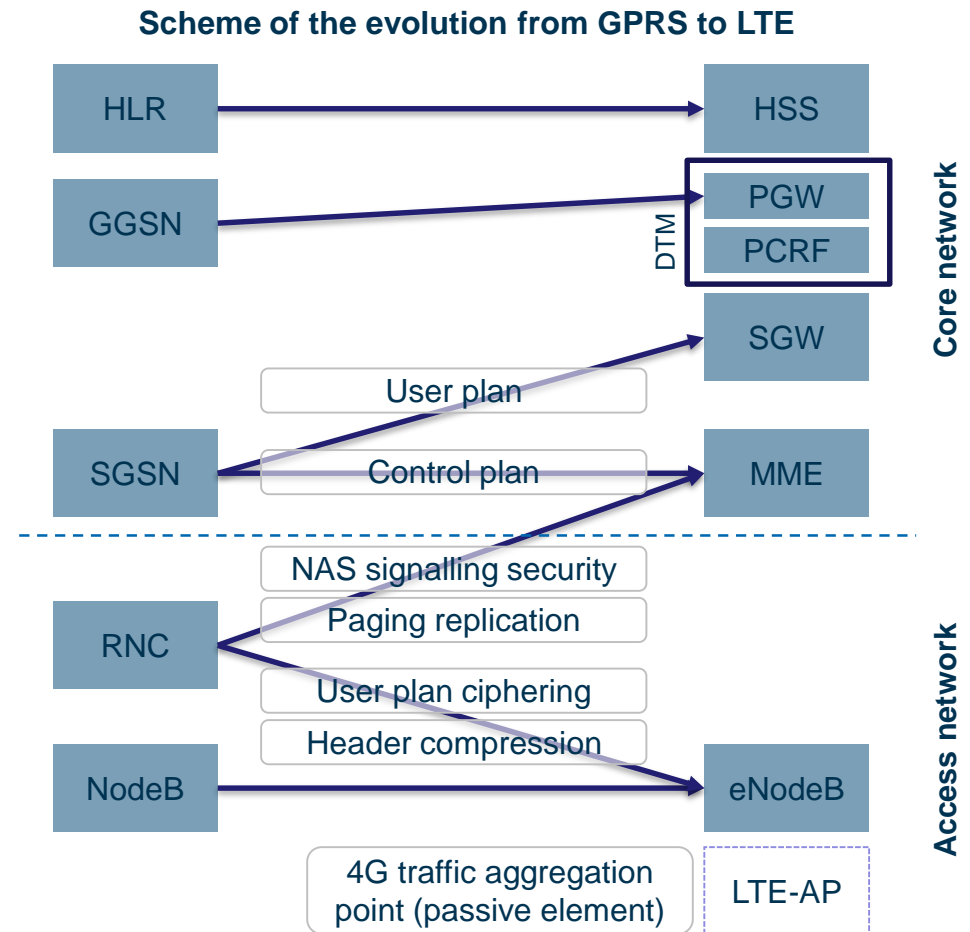 Scheme of the evolution from GPRS to LTE
HLR
HSS
GGSN
DTM
PGW
PCRF
SGW
User plan
SGSN
Control plan
MME
Core network
NAS signalling security
Paging replication
RNC
User plan ciphering
Header compression
NodeB
eNodeB
Access network
4G traffic aggregation
point (passive element)
LTE-AP